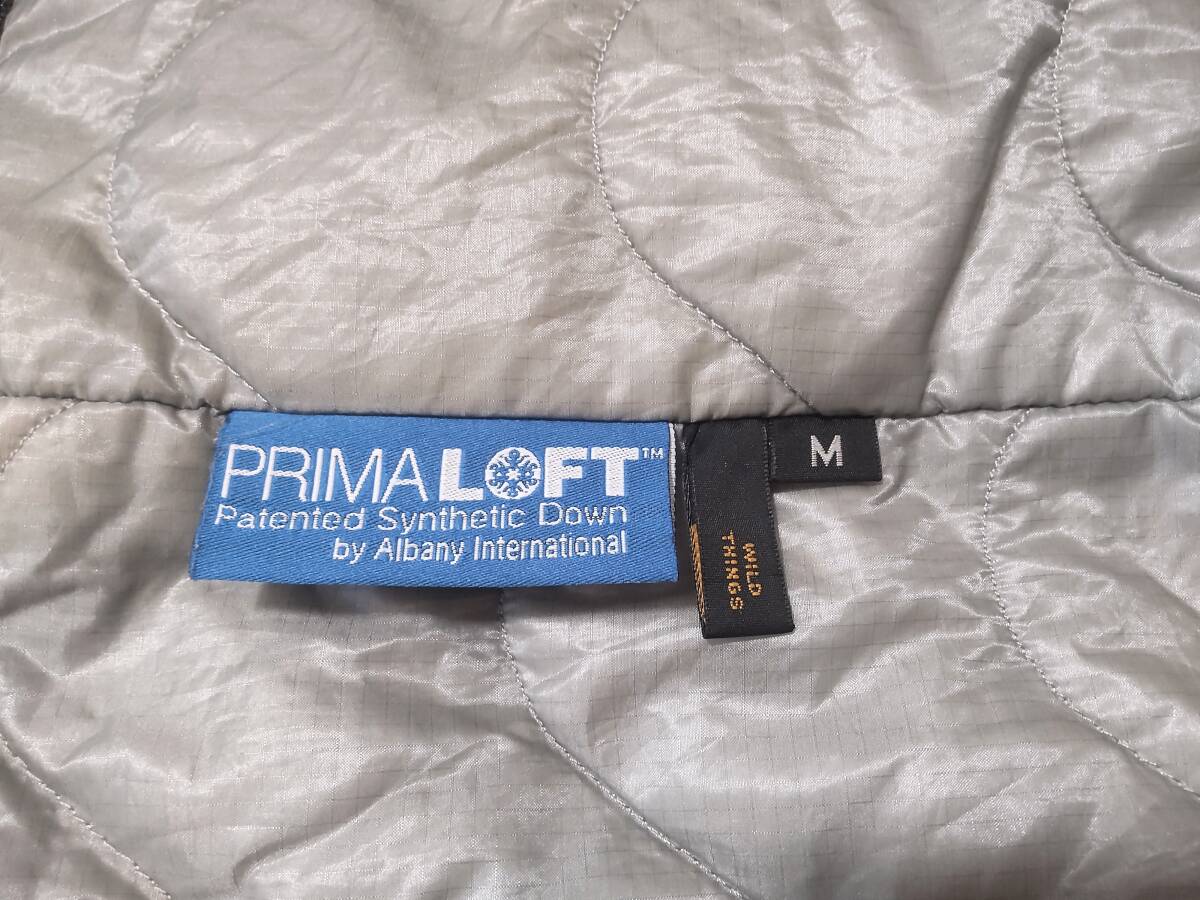 PRIMALOFT™
Patented Synthetic Down
by Albany International
WILD
THINGS
M